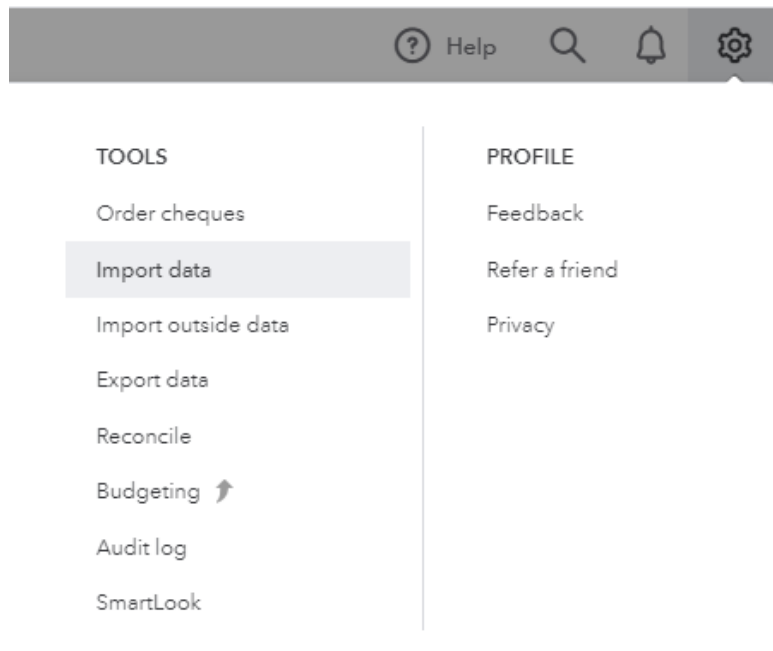 Help
TOOLS
Order cheques
Import data
Import outside data
Export data
Reconcile
Budgeting
Audit log
SmartLook
PROFILE
Feedback
Refer a friend
Privacy